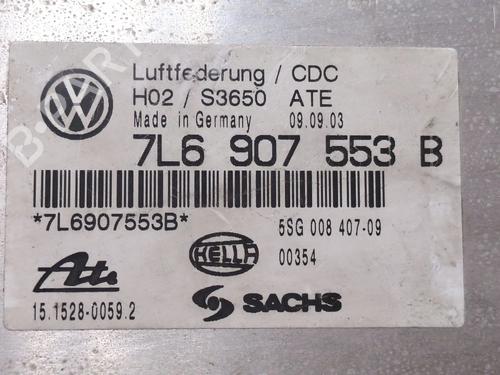 Luftfederung / CDC
H02 / S3650 ATE
Made in Germany 09.09.03
7L6 907 553 B
*7L6907553B*
5SG 008 407-09
HELLA
00354
Ate
SACHS
15.1528-0059.2